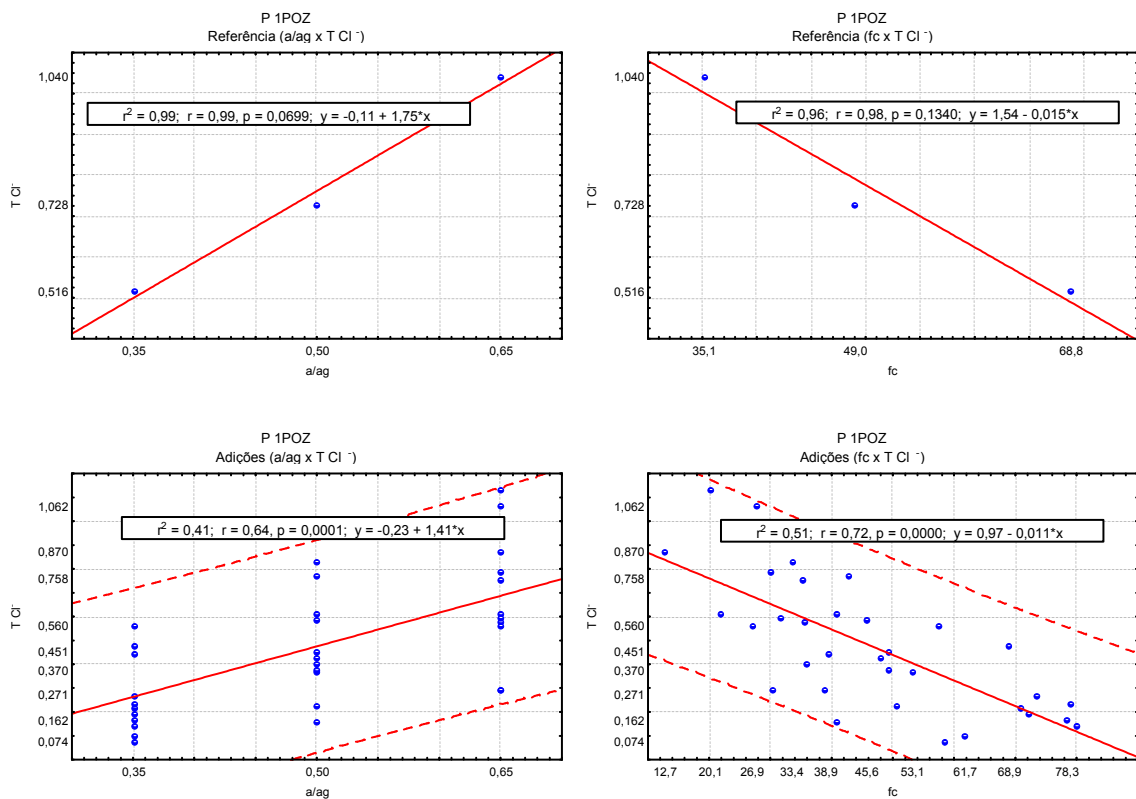 P 1POZ
Referência (a/ag x T Cl ⁻)
r² = 0,99;  r = 0,99, p = 0,0699;  y = -0,11 + 1,75*x
T Cl⁻
1,040
0,728
0,516
0,35
0,50
0,65
a/ag
P 1POZ
Referência (fc x T Cl ⁻)
r² = 0,96;  r = 0,98, p = 0,1340;  y = 1,54 - 0,015*x
T Cl⁻
1,040
0,728
0,516
35,1
49,0
68,8
fc
P 1POZ
Adições (a/ag x T Cl ⁻)
r² = 0,41;  r = 0,64, p = 0,0001;  y = -0,23 + 1,41*x
T Cl⁻
1,062
0,870
0,758
0,560
0,451
0,370
0,271
0,162
0,074
0,35
0,50
0,65
a/ag
P 1POZ
Adições (fc x T Cl ⁻)
r² = 0,51;  r = 0,72, p = 0,0000;  y = 0,97 - 0,011*x
T Cl⁻
1,062
0,870
0,758
0,560
0,451
0,370
0,271
0,162
0,074
12,7
20,1
26,9
33,4
38,9
45,6
53,1
61,7
68,9
78,3
fc